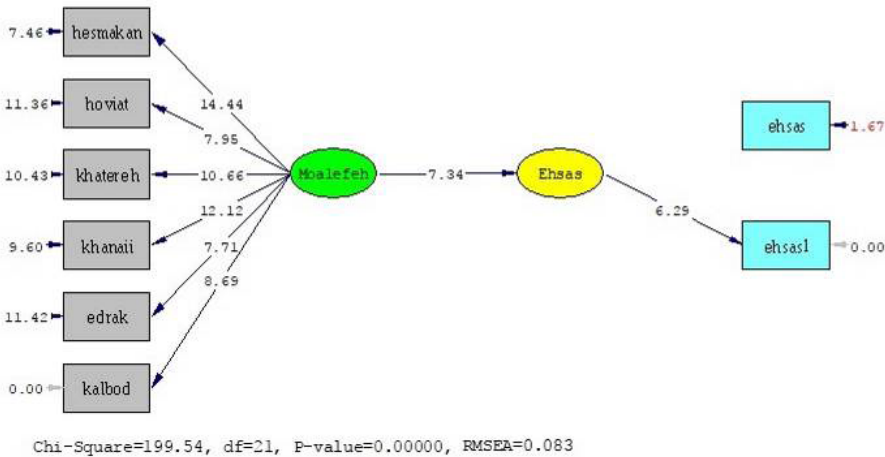 7.46
hesmakan
14.44
11.36
hoviat
7.95
ehsas
1.67
10.43
khatereh
10.66
Moalefeh
7.34
Ehsas
12.12
6.29
9.60
khanaii
7.71
ehsas1
0.00
8.69
11.42
edrak
0.00
kalbod
Chi-Square=199.54, df=21, P-value=0.00000, RMSEA=0.083